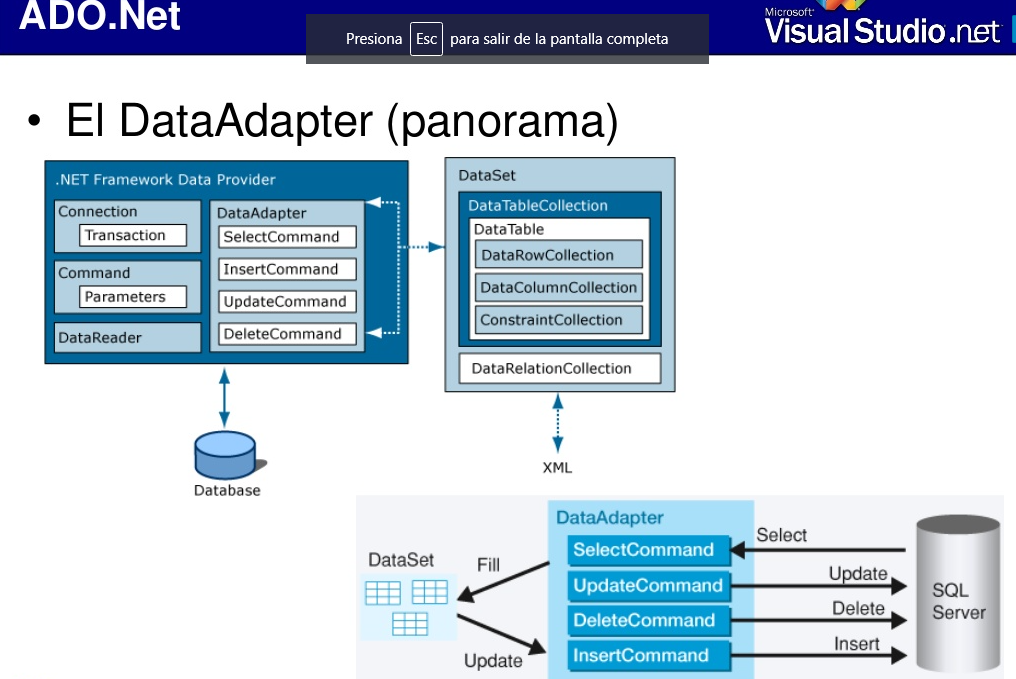 ADO.Net
Presiona Esc para salir de la pantalla completa
Microsoft
Visual Studio.net
• El DataAdapter (panorama)
.NET Framework Data Provider
Connection
Transaction
Command
Parameters
DataReader
DataAdapter
SelectCommand
InsertCommand
UpdateCommand
DeleteCommand
Database
DataSet
DataTableCollection
DataTable
DataRowCollection
DataColumnCollection
ConstraintCollection
DataRelationCollection
XML
DataSet
Fill
Update
DataAdapter
SelectCommand
UpdateCommand
DeleteCommand
InsertCommand
Select
Update
Delete
Insert
SQL
Server